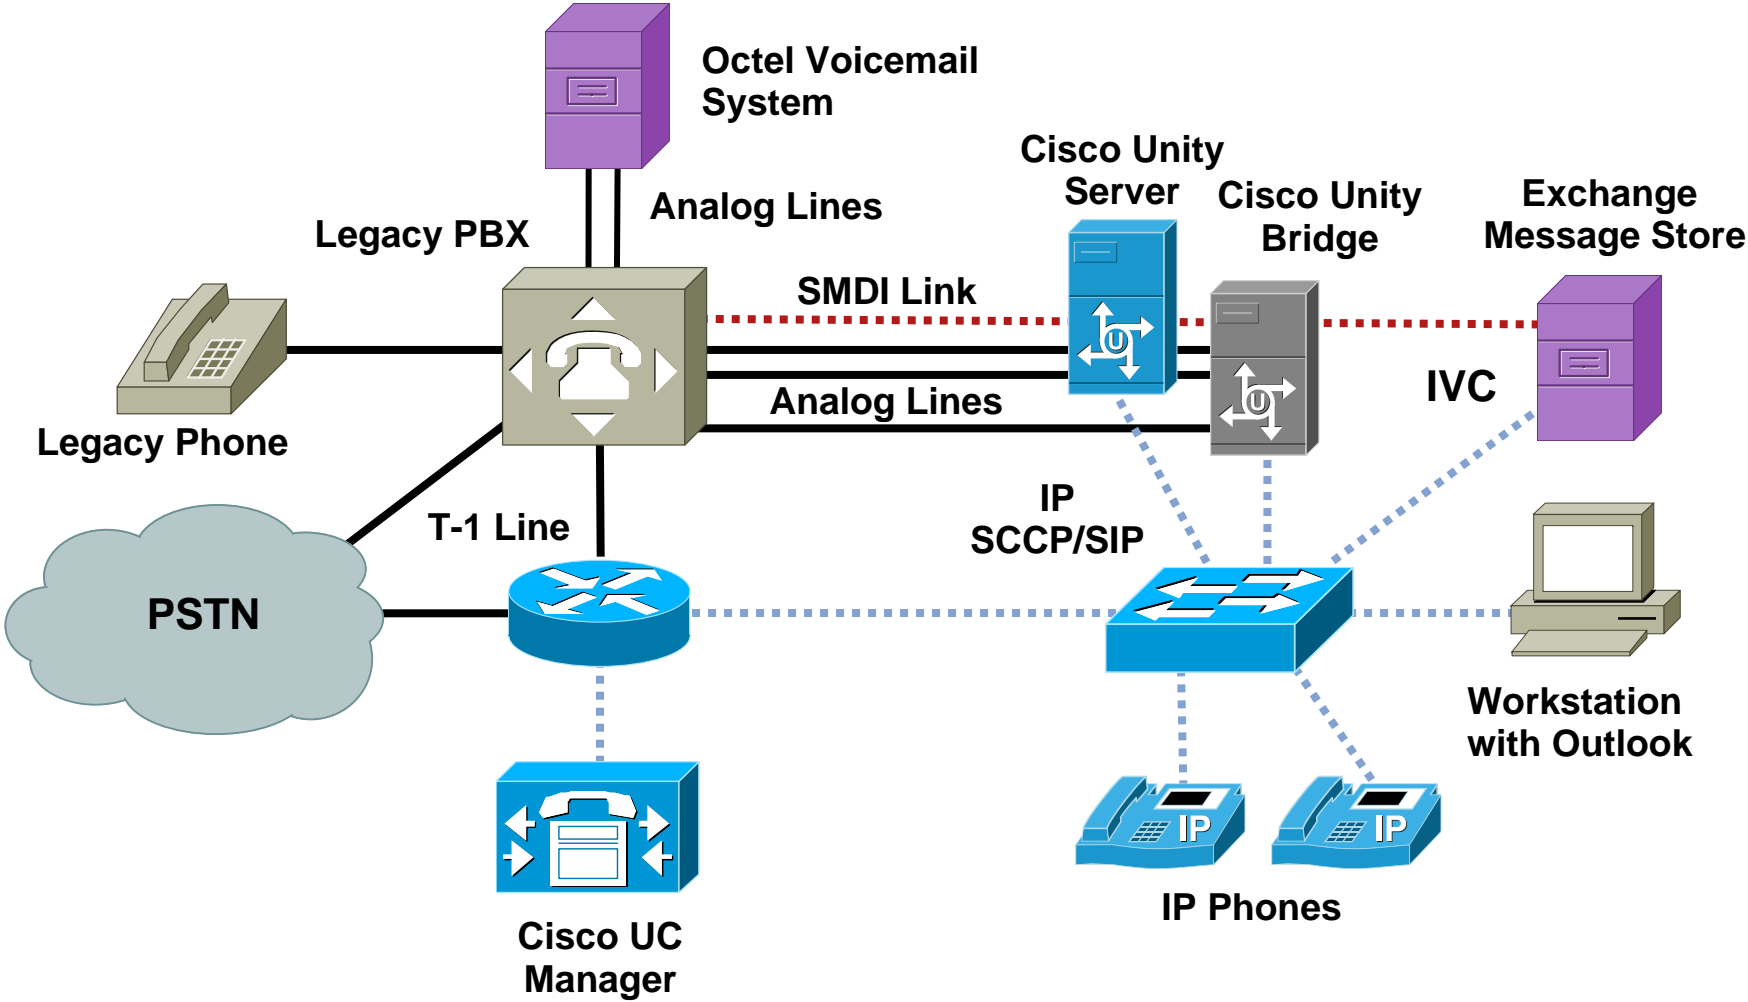 Octel Voicemail
System
Cisco Unity
Server
Cisco Unity
Bridge
Exchange
Message Store
Analog Lines
Legacy PBX
SMDI Link
U
U
IVC
Analog Lines
Legacy Phone
IP
SCCP/SIP
T-1 Line
PSTN
Workstation
with Outlook
IP
IP
IP Phones
Cisco UC
Manager